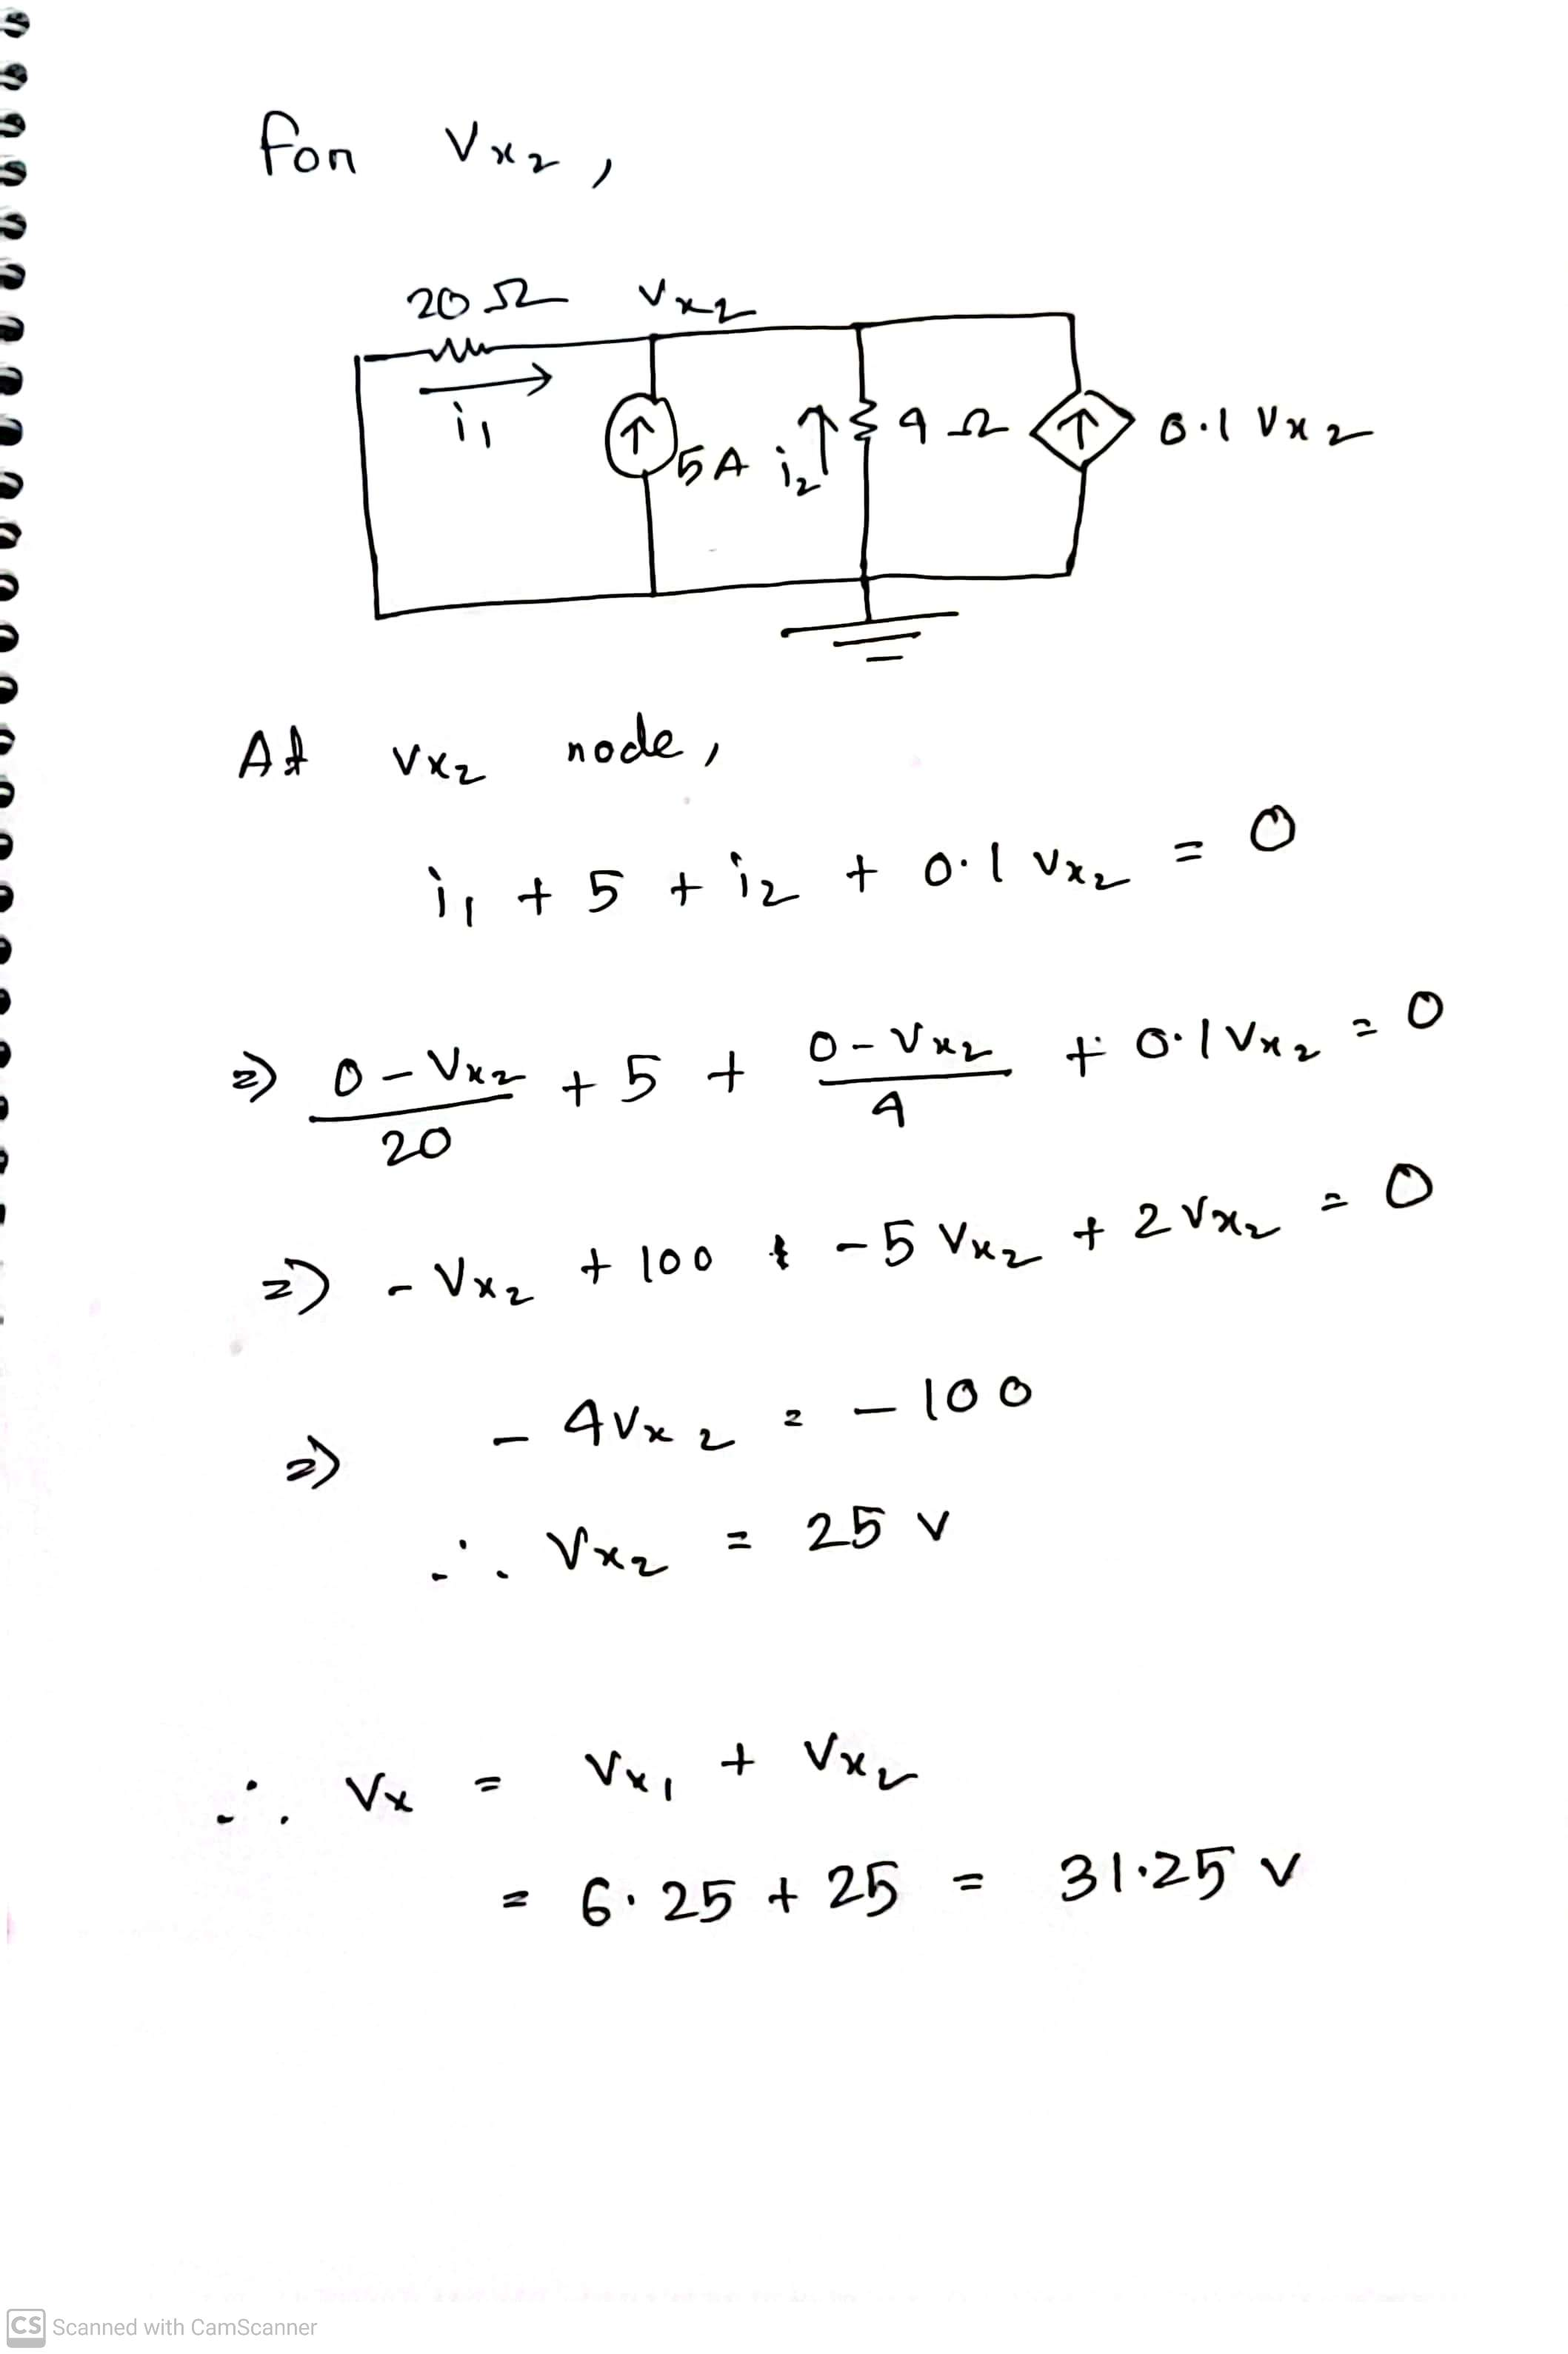 for Vx2,
20 Ω Vx2
i1
5A i2 4 Ω 0.1 Vx2
At Vx2 node,
i1 + 5 + i2 + 0.1 Vx2 = 0
⇒ (0 - Vx2)/20 + 5 + (0 - Vx2)/4 + 0.1 Vx2 = 0
⇒ - Vx2 + 100 - 5 Vx2 + 2 Vx2 = 0
⇒ - 4Vx2 = - 100
∴ Vx2 = 25 V
∴ Vx = Vx1 + Vx2
= 6.25 + 25 = 31.25 V
CS Scanned with CamScanner